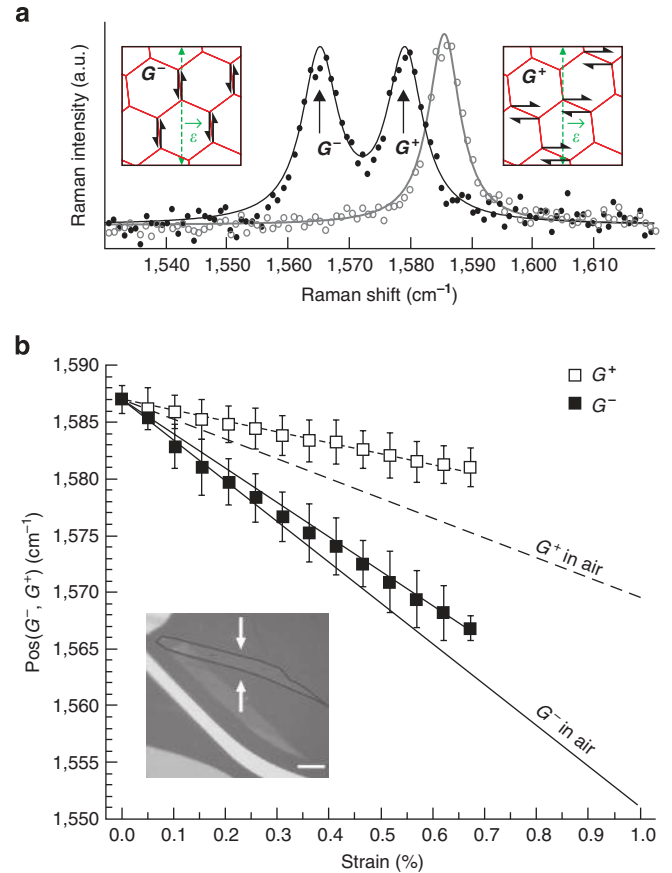 a
Raman intensity (a.u.)
G−
ε
G−
G+
G+
ε
1,540 1,550 1,560 1,570 1,580 1,590 1,600 1,610
Raman shift (cm−1)
b
Pos(G−, G+) (cm−1)
1,590
1,585
1,580
1,575
1,570
1,565
1,560
1,555
1,550
G+
G−
G+ in air
G− in air
0.0 0.1 0.2 0.3 0.4 0.5 0.6 0.7 0.8 0.9 1.0
Strain (%)